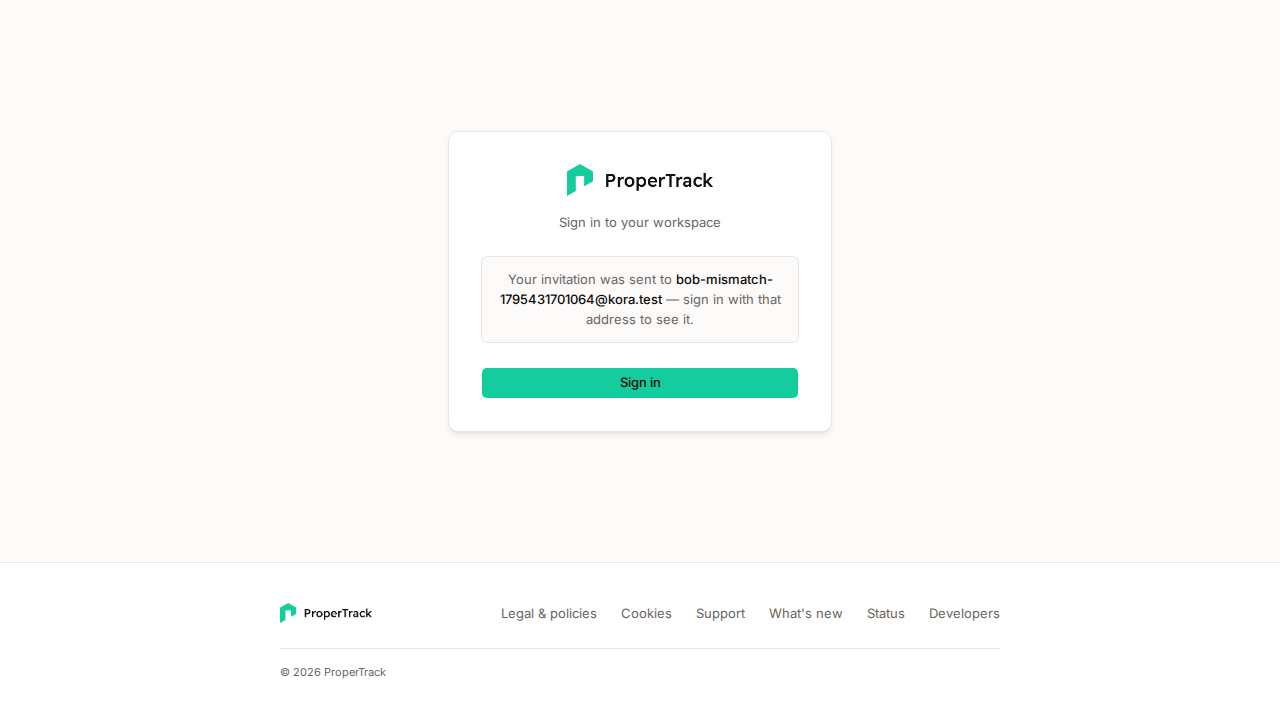 ProperTrack
Sign in to your workspace
Your invitation was sent to bob-mismatch-
1795431701064@kora.test — sign in with that
address to see it.
Sign in
ProperTrack
Legal & policies
Cookies
Support
What's new
Status
Developers
© 2026 ProperTrack